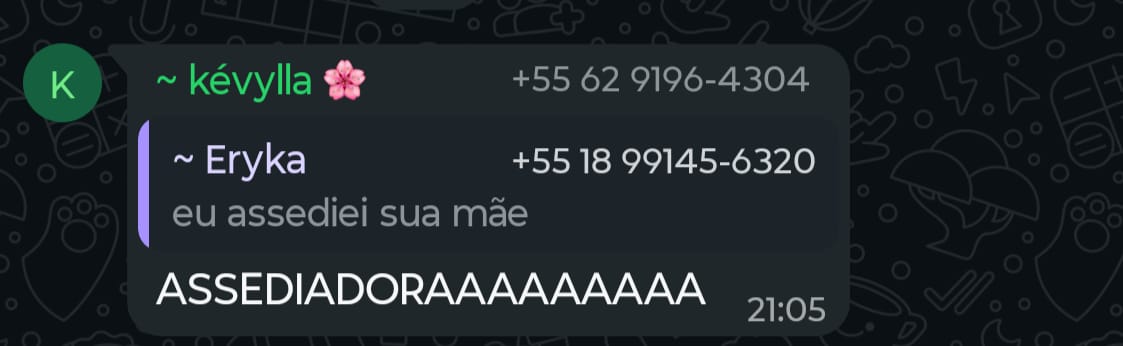 K
~ kévylla 🌸 +55 62 9196-4304
~ Eryka +55 18 99145-6320
eu assediei sua mãe
ASSEDIADORAAAAAAAAA
21:05